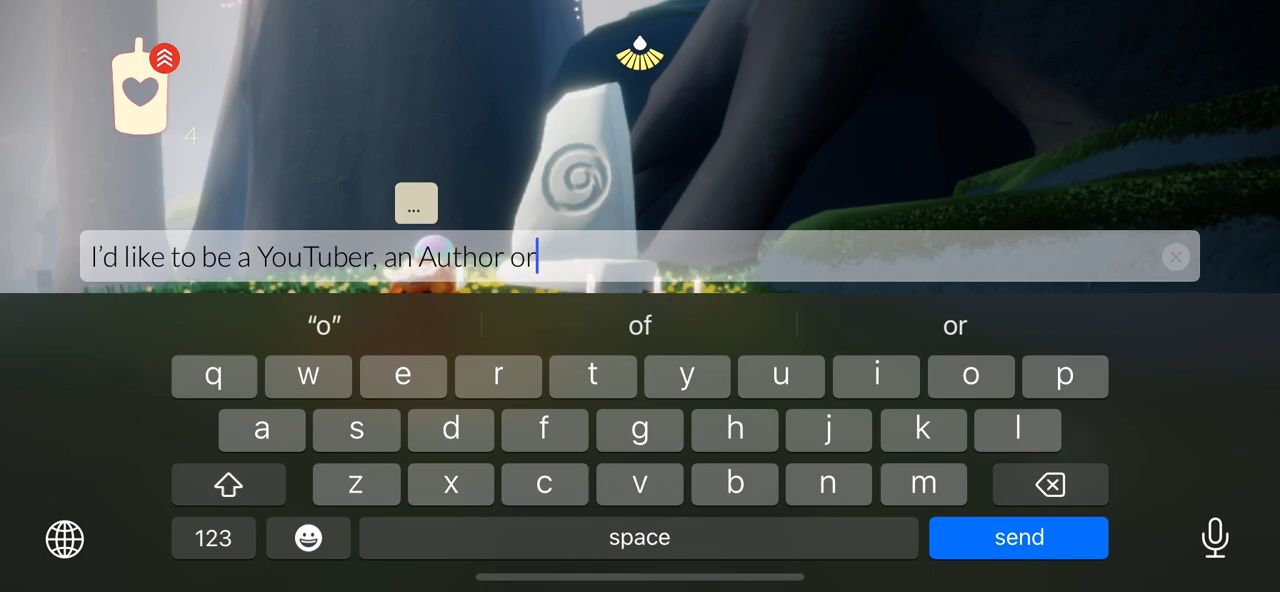 4
...
I’d like to be a YouTuber, an Author or
“o” of or
q w e r t y u i o p
a s d f g h j k l
z x c v b n m
123 space send